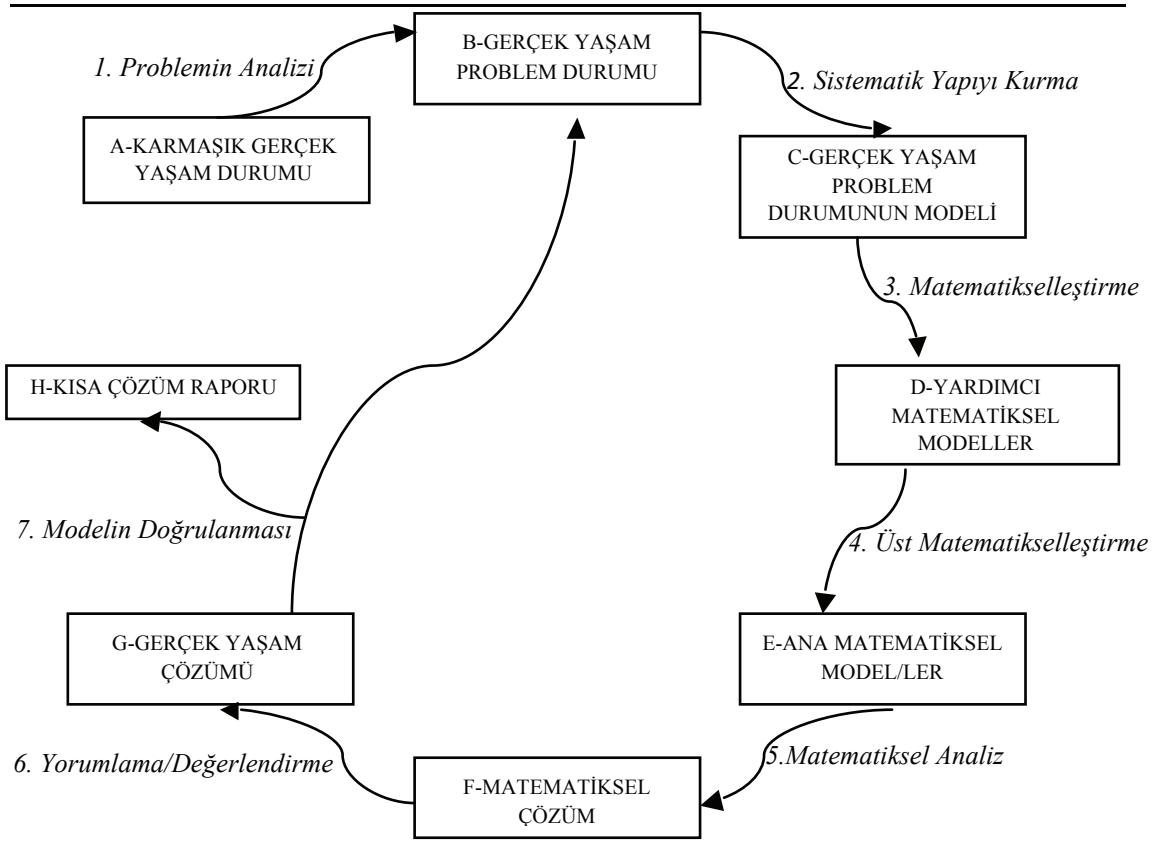 1. Problemin Analizi
B-GERÇEK YAŞAM
PROBLEM DURUMU
2. Sistematik Yapıyı Kurma
A-KARMAŞIK GERÇEK
YAŞAM DURUMU
C-GERÇEK YAŞAM
PROBLEM
DURUMUNUN MODELİ
3. Matematikselleştirme
H-KISA ÇÖZÜM RAPORU
D-YARDIMCI
MATEMATİKSEL
MODELLER
7. Modelin Doğrulanması
4. Üst Matematikselleştirme
G-GERÇEK YAŞAM
ÇÖZÜMÜ
E-ANA MATEMATİKSEL
MODEL/LER
6. Yorumlama/Değerlendirme
5.Matematiksel Analiz
F-MATEMATİKSEL
ÇÖZÜM